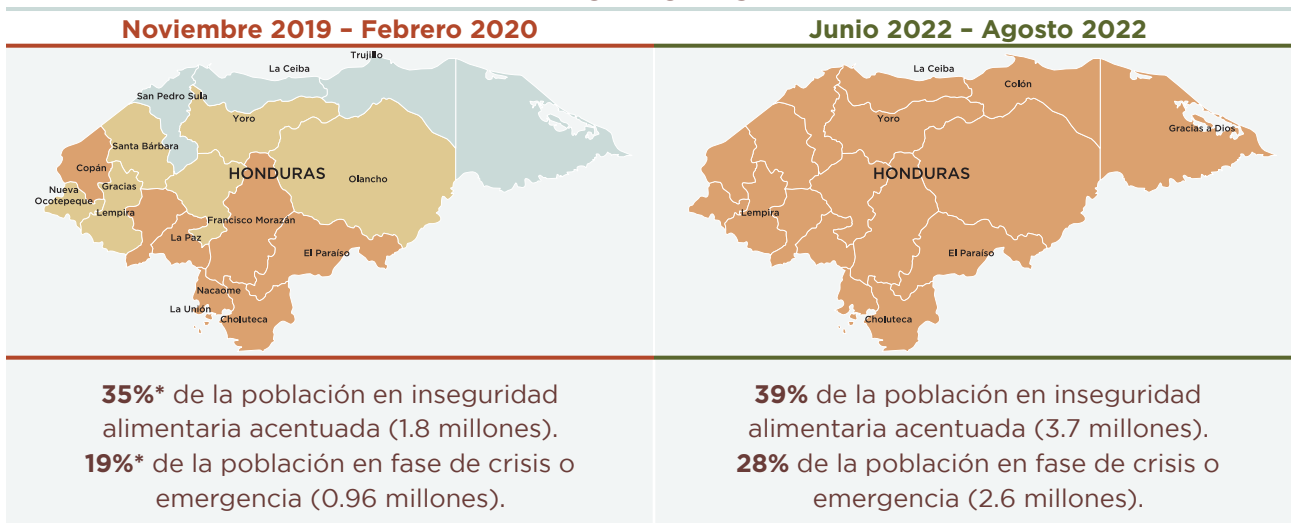 Noviembre 2019 – Febrero 2020
Trujillo
La Ceiba
San Pedro Sula
Yoro
Santa Bárbara
Copán
HONDURAS
Olancho
Nueva
Ocotepeque
Gracias
Lempira
Francisco Morazán
La Paz
El Paraíso
Nacaome
La Unión
Choluteca
35%* de la población en inseguridad
alimentaria acentuada (1.8 millones).
19%* de la población en fase de crisis o
emergencia (0.96 millones).
Junio 2022 – Agosto 2022
La Ceiba
Colón
Yoro
Gracias a Dios
HONDURAS
Lempira
El Paraíso
Choluteca
39% de la población en inseguridad
alimentaria acentuada (3.7 millones).
28% de la población en fase de crisis o
emergencia (2.6 millones).